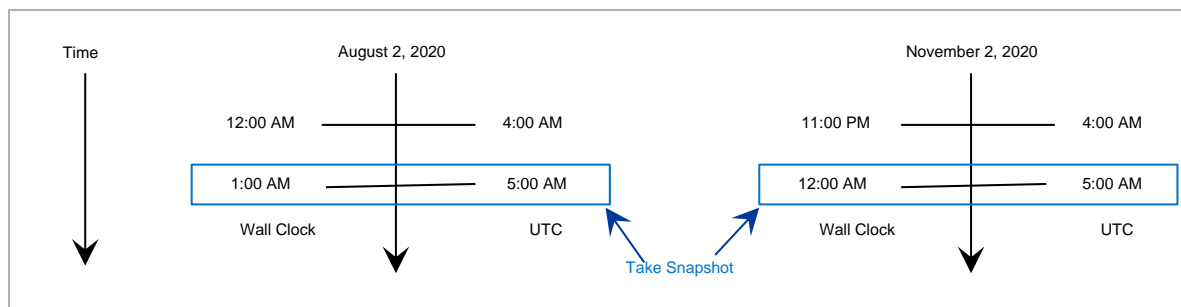 Time
August 2, 2020
November 2, 2020
12:00 AM
4:00 AM
11:00 PM
4:00 AM
1:00 AM
5:00 AM
12:00 AM
5:00 AM
Wall Clock
UTC
Wall Clock
UTC
Take Snapshot